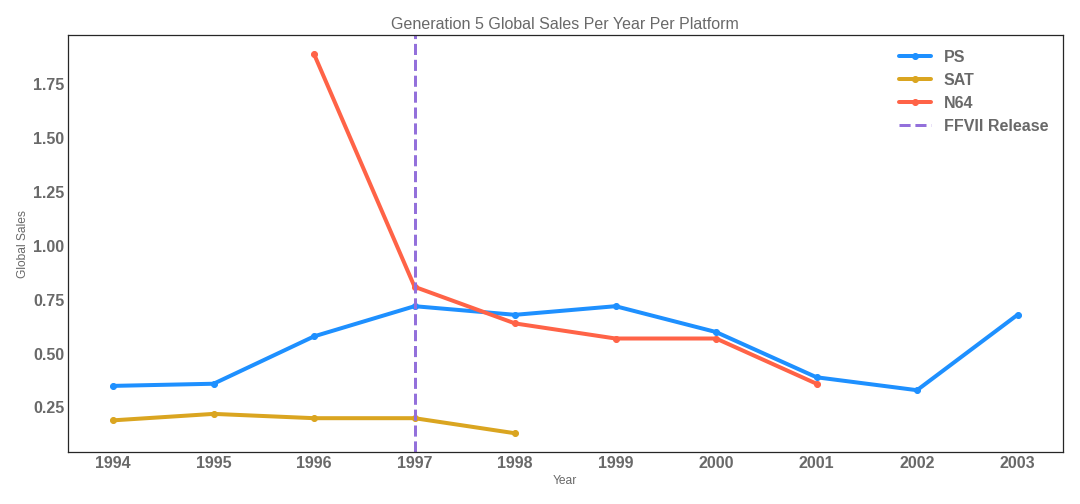 Generation 5 Global Sales Per Year Per Platform
PS
SAT
N64
FFVII Release
1.75
1.50
1.25
1.00
0.75
0.50
0.25
Global Sales
1994 1995 1996 1997 1998 1999 2000 2001 2002 2003
Year